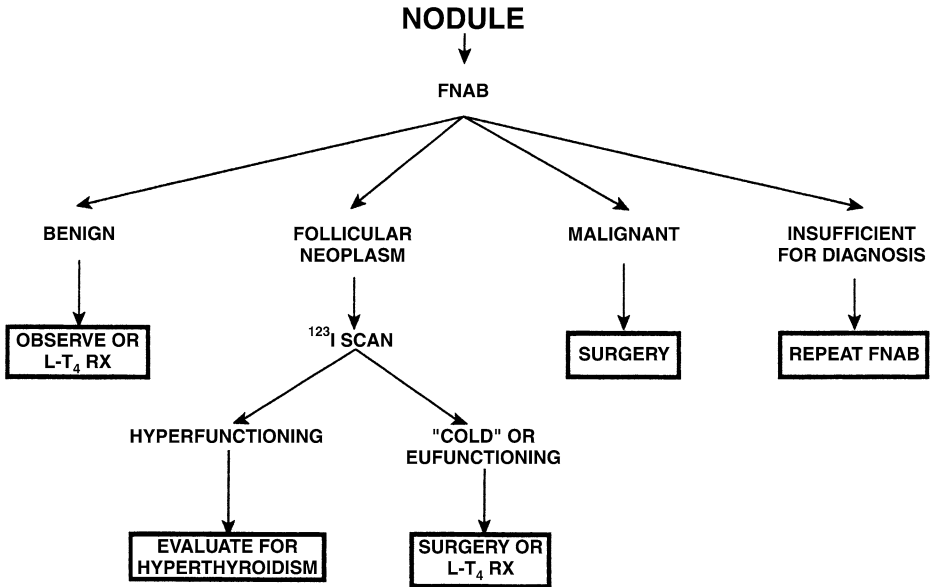 NODULE
FNAB
BENIGN
FOLLICULAR
NEOPLASM
MALIGNANT
INSUFFICIENT
FOR DIAGNOSIS
OBSERVE OR
L-T₄ RX
¹²³I SCAN
SURGERY
REPEAT FNAB
HYPERFUNCTIONING
"COLD" OR
EUFUNCTIONING
EVALUATE FOR
HYPERTHYROIDISM
SURGERY OR
L-T₄ RX